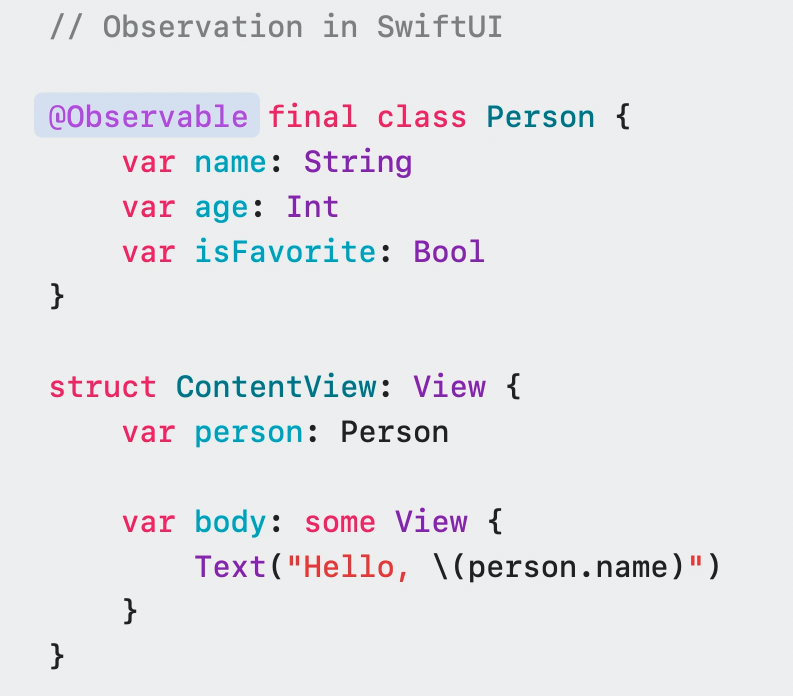 // Observation in SwiftUI
@Observable final class Person {
    var name: String
    var age: Int
    var isFavorite: Bool
}
struct ContentView: View {
    var person: Person
    var body: some View {
        Text("Hello, \(person.name)")
    }
}